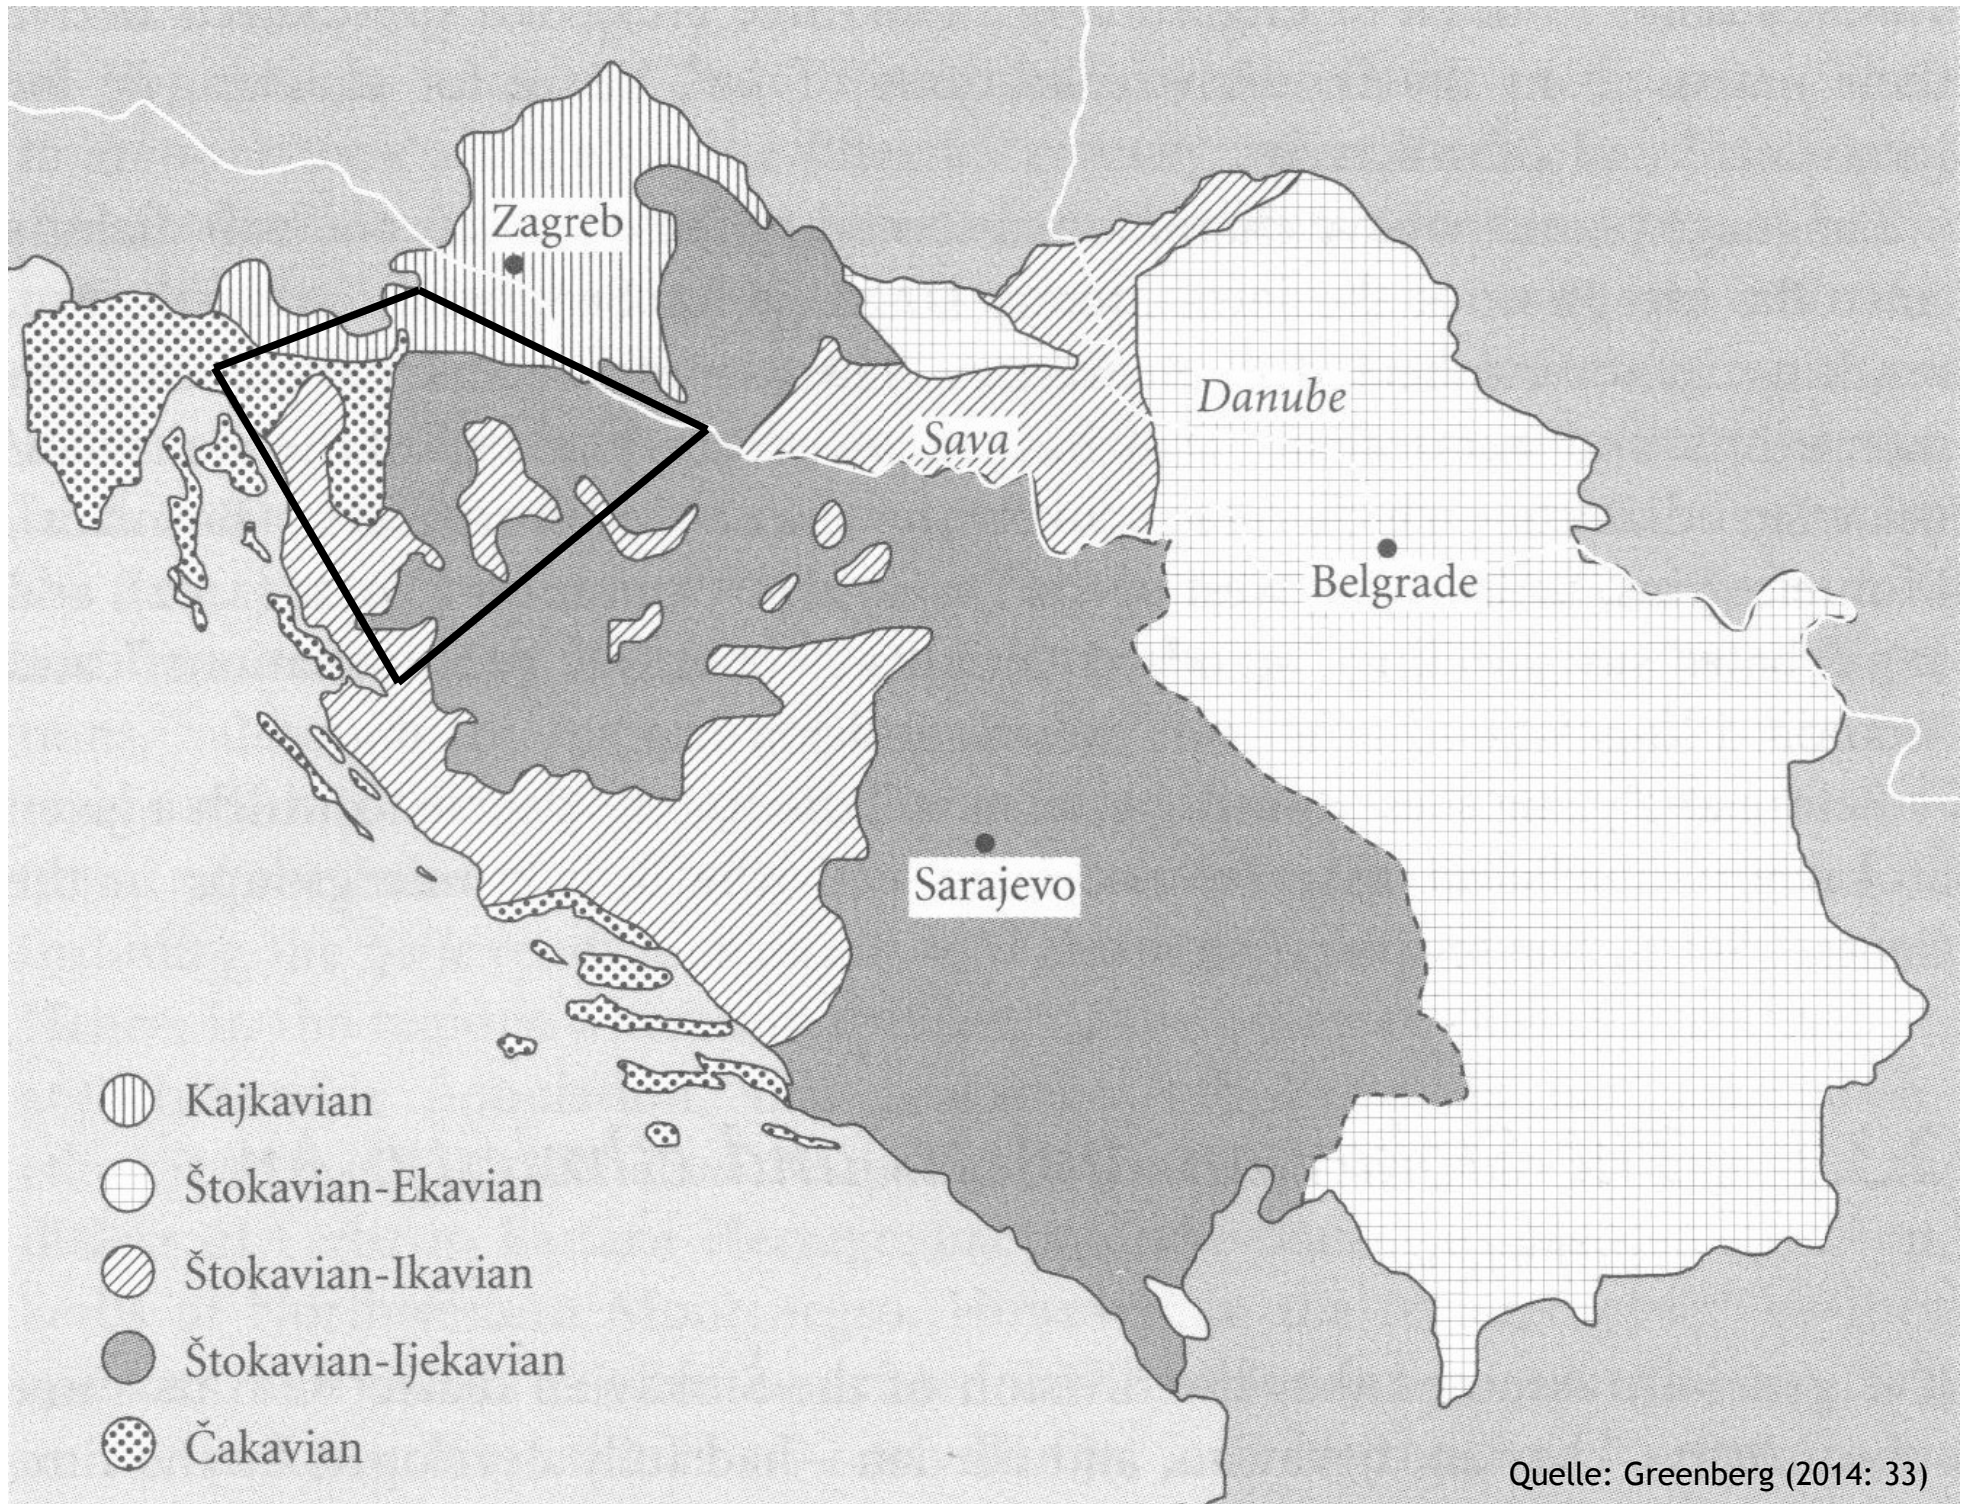 Zagreb
Danube
Sava
Belgrade
Sarajevo
Kajkavian
Štokavian-Ekavian
Štokavian-Ikavian
Štokavian-Ijekavian
Čakavian
Quelle: Greenberg (2014: 33)